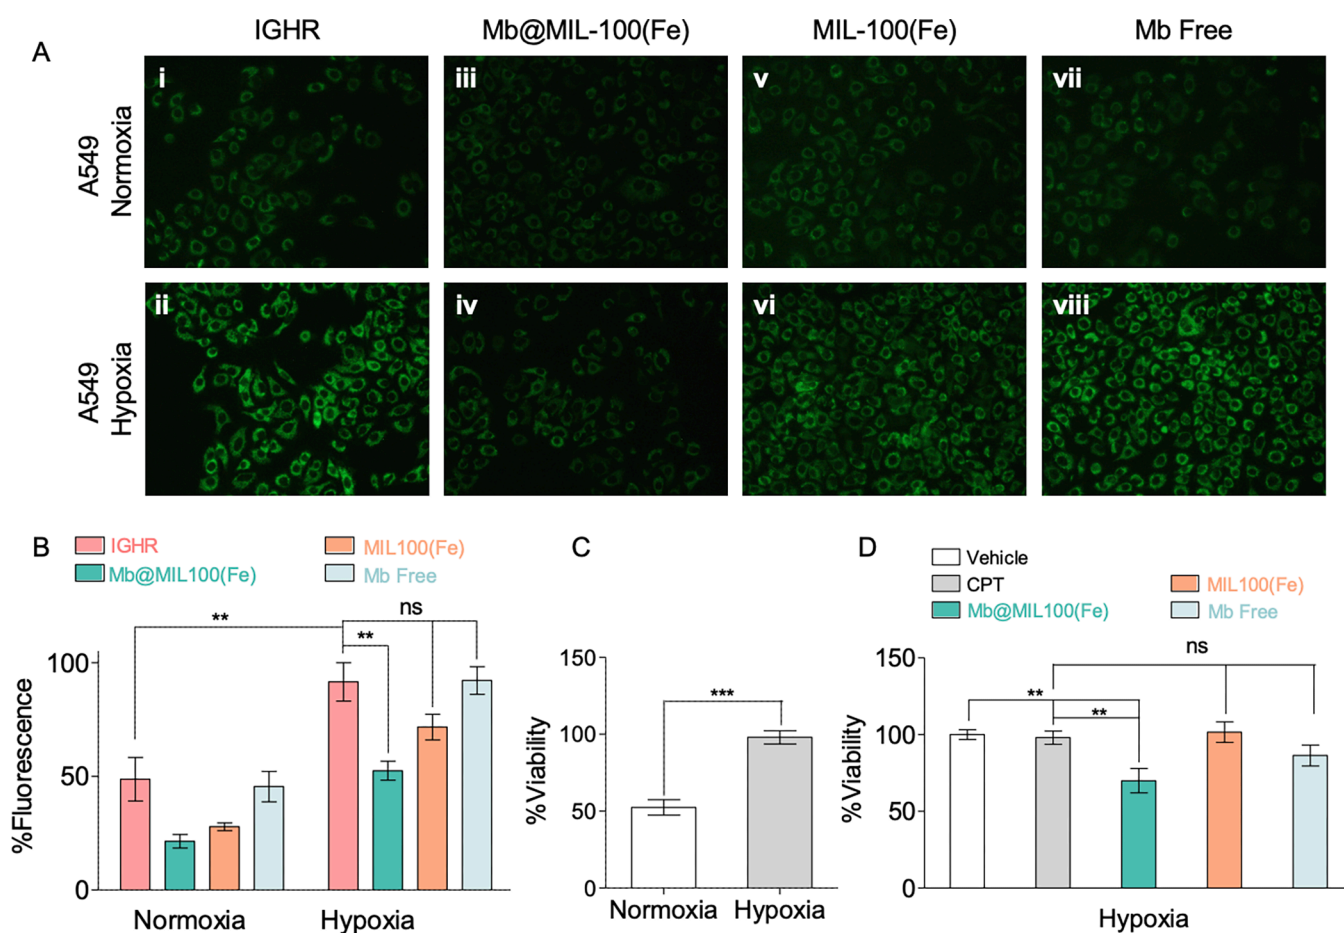 A
IGHR
Mb@MIL-100(Fe)
MIL-100(Fe)
Mb Free
A549
Normoxia
i
iii
v
vii
A549
Hypoxia
ii
iv
vi
viii
B
IGHR
MIL100(Fe)
Mb@MIL100(Fe)
Mb Free
%Fluorescence
100
50
0
**
**
ns
Normoxia
Hypoxia
C
%Viability
150
100
50
0
***
Normoxia
Hypoxia
D
Vehicle
CPT
MIL100(Fe)
Mb@MIL100(Fe)
Mb Free
%Viability
150
100
50
0
ns
**
**
Hypoxia